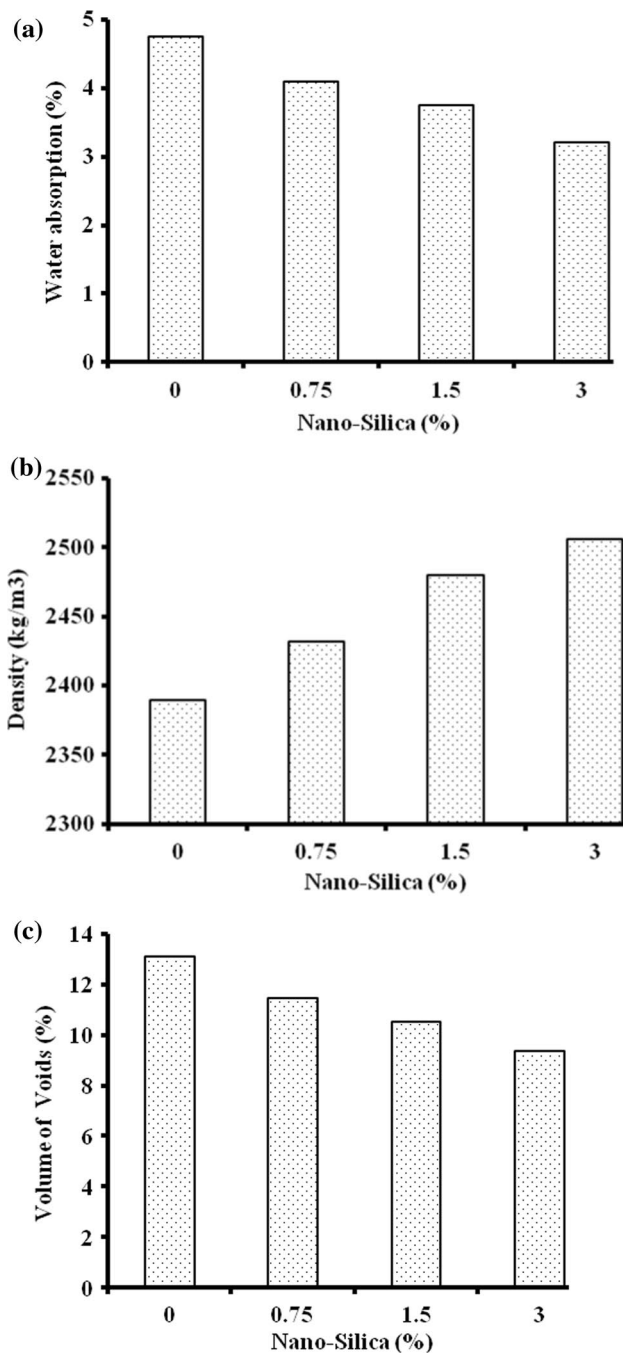 (a)
Water absorption (%)
5
4
3
2
1
0
0 0.75 1.5 3
Nano-Silica (%)
(b)
Density (kg/m3)
2550
2500
2450
2400
2350
2300
0 0.75 1.5 3
Nano-Silica (%)
(c)
Volume of Voids (%)
14
12
10
8
6
4
2
0
0 0.75 1.5 3
Nano-Silica (%)